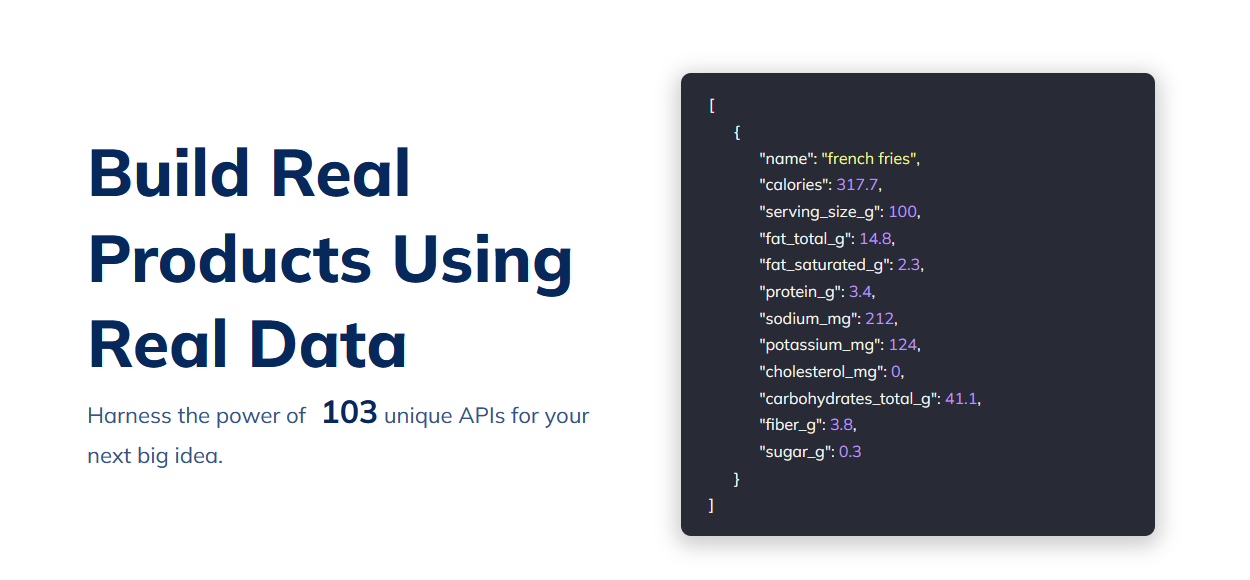 Build Real
Products Using
Real Data
Harness the power of 103 unique APIs for your
next big idea.
[
{
"name": "french fries",
"calories": 317.7,
"serving_size_g": 100,
"fat_total_g": 14.8,
"fat_saturated_g": 2.3,
"protein_g": 3.4,
"sodium_mg": 212,
"potassium_mg": 124,
"cholesterol_mg": 0,
"carbohydrates_total_g": 41.1,
"fiber_g": 3.8,
"sugar_g": 0.3
}
]